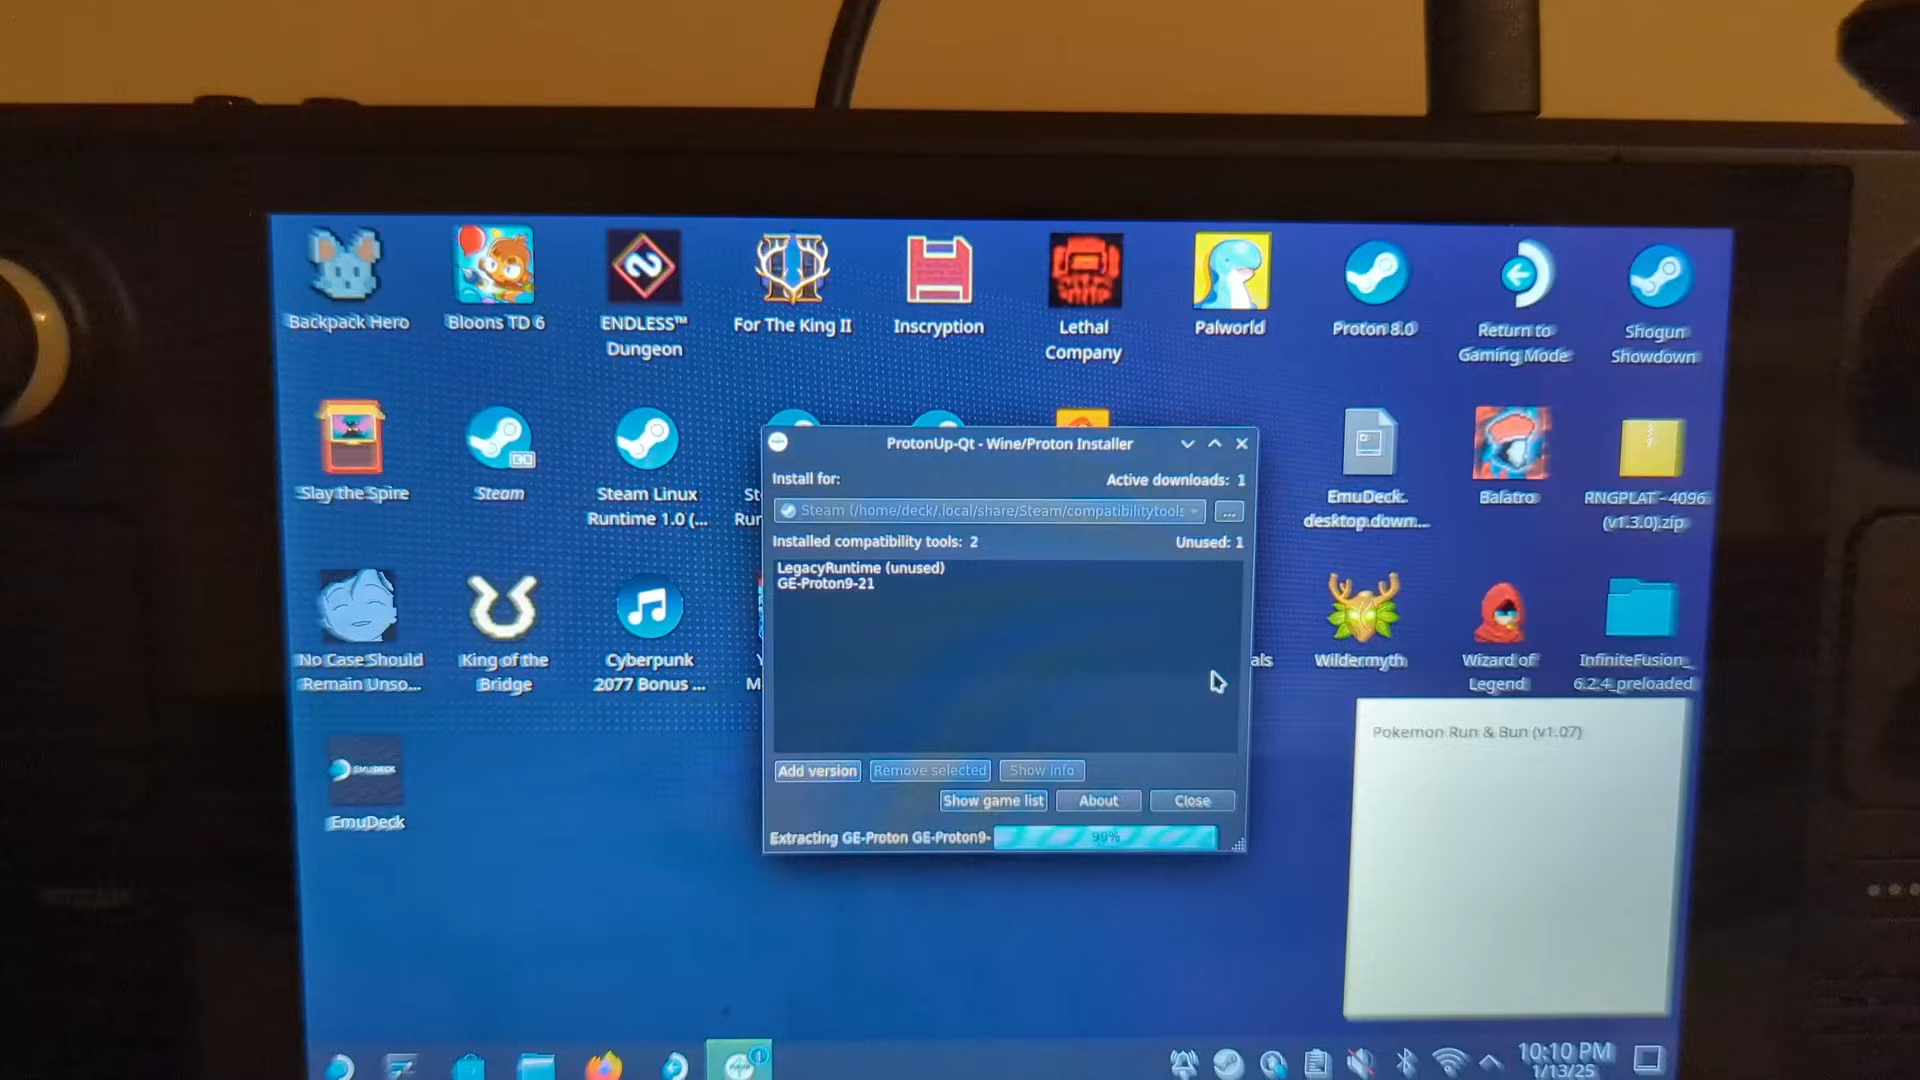 Backpack Hero
Bloons TD 6
ENDLESS™
Dungeon
For The King II
Inscryption
Lethal
Company
Palworld
Proton 8.0
Return to
Gaming Mode
Shogun
Showdown
Slay the Spire
Steam
Steam Linux
Runtime 1.0 (...
St
Run
EmuDeck.
desktop.down...
Balatro
RNGPLAT - 4096
(v1.3.0).zip
No Case Should
Remain Unso...
King of the
Bridge
Cyberpunk
2077 Bonus ...
Y
M
als
Wildermyth
Wizard of
Legend
InfiniteFusion_
6.2.4_preloaded
EMUDECK
EmuDeck
ProtonUp-Qt - Wine/Proton Installer
Install for:
Active downloads: 1
Steam (/home/deck/.local/share/Steam/compatibilitytools
...
Installed compatibility tools: 2
Unused: 1
LegacyRuntime (unused)
GE-Proton9-21
Add version
Remove selected
Show info
Show game list
About
Close
Extracting GE-Proton GE-Proton9-
99%
Pokemon Run & Bun (v1.07)
1
10:10 PM
1/13/25